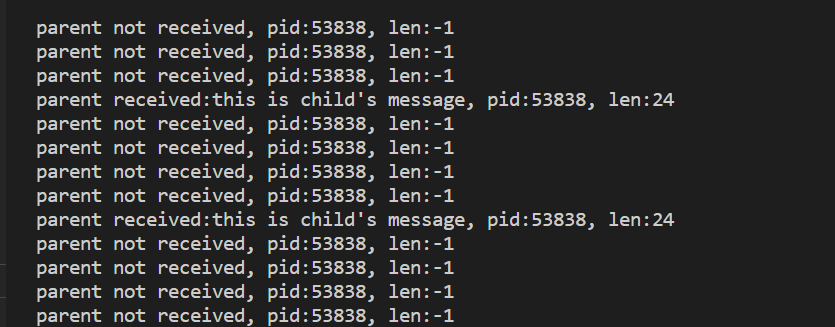 parent not received, pid:53838, len:-1
parent not received, pid:53838, len:-1
parent not received, pid:53838, len:-1
parent received:this is child's message, pid:53838, len:24
parent not received, pid:53838, len:-1
parent not received, pid:53838, len:-1
parent not received, pid:53838, len:-1
parent not received, pid:53838, len:-1
parent received:this is child's message, pid:53838, len:24
parent not received, pid:53838, len:-1
parent not received, pid:53838, len:-1
parent not received, pid:53838, len:-1
parent not received, pid:53838, len:-1